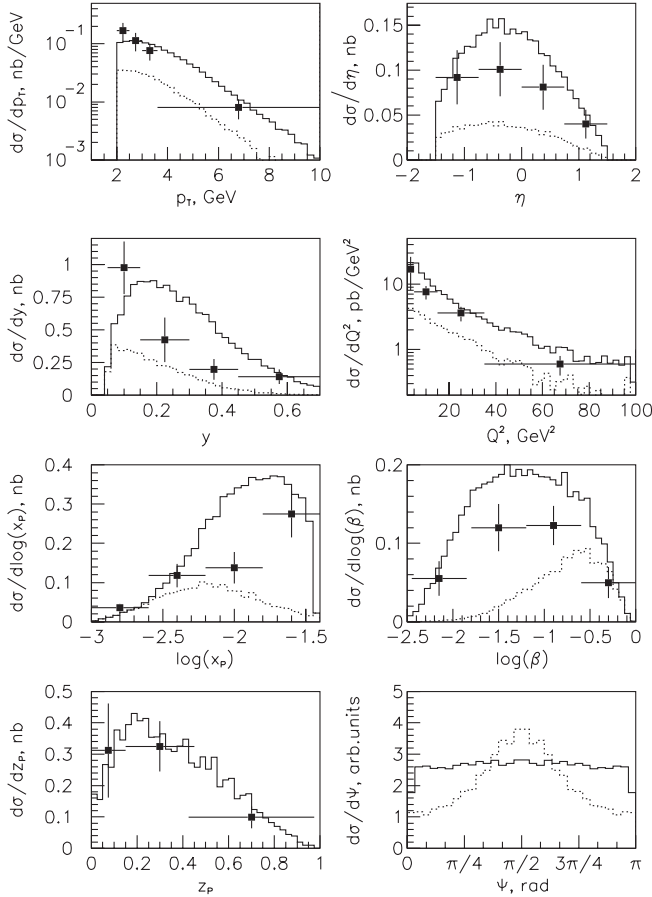 dσ/dp_T, nb/GeV
10^-1
10^-2
10^-3
2 4 6 8 10
p_T, GeV
dσ/dη, nb
0.15
0.10
0.05
0
−2 −1 0 1 2
η
dσ/dy, nb
1
0.75
0.5
0.25
0
0 0.2 0.4 0.6
y
dσ/dQ², pb/GeV²
10
1
20 40 60 80 100
Q², GeV²
dσ/dlog(x_P), nb
0.4
0.3
0.2
0.1
0
−3 −2.5 −2 −1.5
log(x_P)
dσ/dlog(β), nb
0.2
0.1
0
−2.5 −2 −1.5 −1 −0.5 0
log(β)
dσ/dz_P, nb
0.5
0.4
0.3
0.2
0.1
0
0 0.2 0.4 0.6 0.8 1
z_P
dσ/dΨ, arb.units
5
4
3
2
1
0
0 π/4 π/2 3π/4 π
Ψ, rad